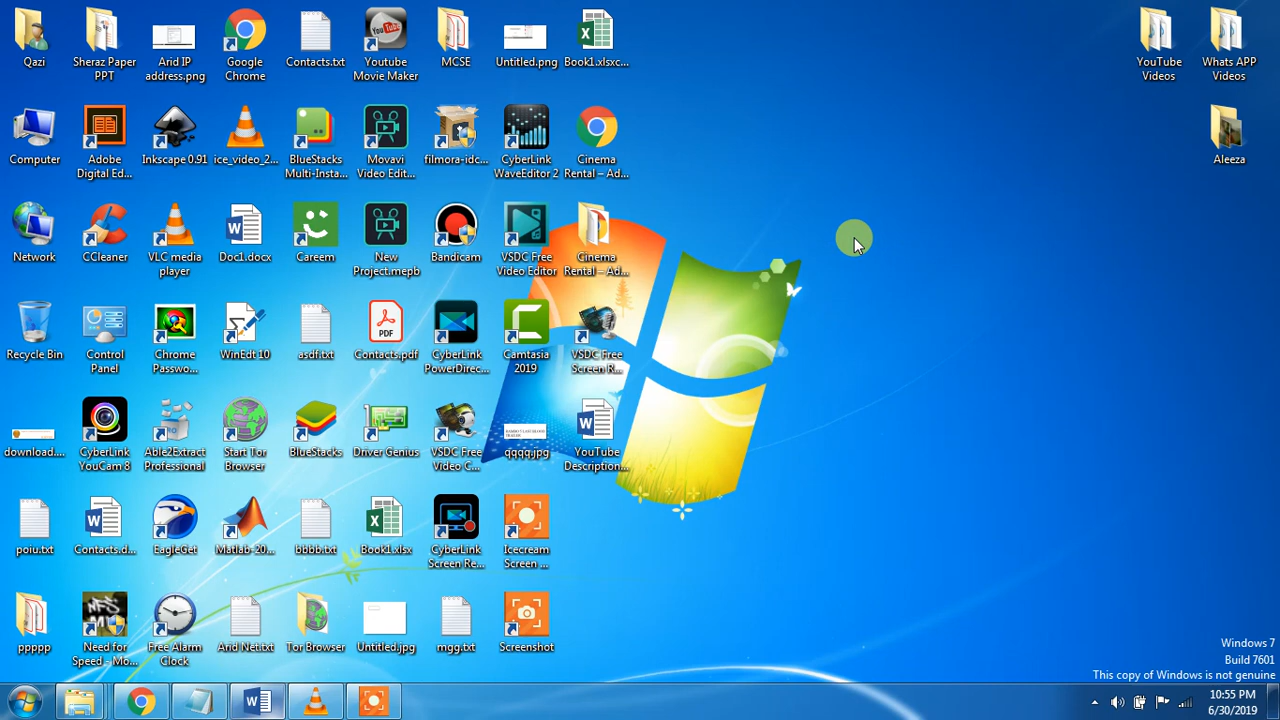 Qazi
Sheraz Paper
PPT
Arid IP
address.png
Google
Chrome
Contacts.txt
You Tube
Youtube
Movie Maker
MCSE
Untitled.png
Book1.xlsxc...
YouTube
Videos
Whats APP
Videos
Computer
Adobe
Digital Ed...
Inkscape 0.91
ice_video_2...
BlueStacks
Multi-Insta...
Movavi
Video Edit...
filmora-idc...
CyberLink
WaveEditor 2
Cinema
Rental – Ad...
Aleeza
Network
CCleaner
VLC media
player
Doc1.docx
Careem
New
Project.mepb
Bandicam
VSDC Free
Video Editor
Cinema
Rental – Ad...
Recycle Bin
Control
Panel
Chrome
Passwo...
WinEdt 10
asdf.txt
PDF
Contacts.pdf
CyberLink
PowerDirec...
Camtasia
2019
VSDC Free
Screen R...
download....
CyberLink
YouCam 8
Able2Extract
Professional
Start Tor
Browser
BlueStacks
Driver Genius
VSDC Free
Video C...
qqqq.jpg
YouTube
Description...
poiu.txt
Contacts.d...
EagleGet
Matlab-20...
bbbb.txt
Book1.xlsx
CyberLink
Screen Re...
Icecream
Screen ...
ppppp
Need for
Speed - Mo...
Free Alarm
Clock
Arid Net.txt
Tor Browser
Untitled.jpg
mgg.txt
Screenshot
Windows 7
Build 7601
This copy of Windows is not genuine
10:55 PM
6/30/2019